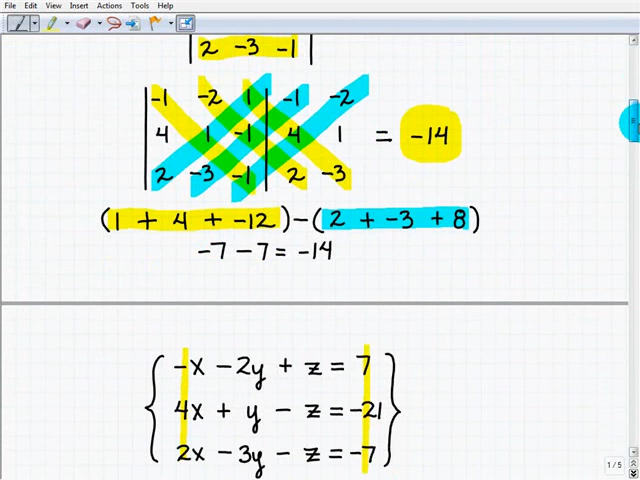 File Edit View Insert Actions Tools Help
2 -3 -1
-1 -2 1 -1 -2
4 1 -1 4 1 = -14
2 -3 -1 2 -3
(1 + 4 + -12) - (2 + -3 + 8)
-7 - 7 = -14
-x - 2y + z = 7
4x + y - z = -21
2x - 3y - z = -7
1 / 5